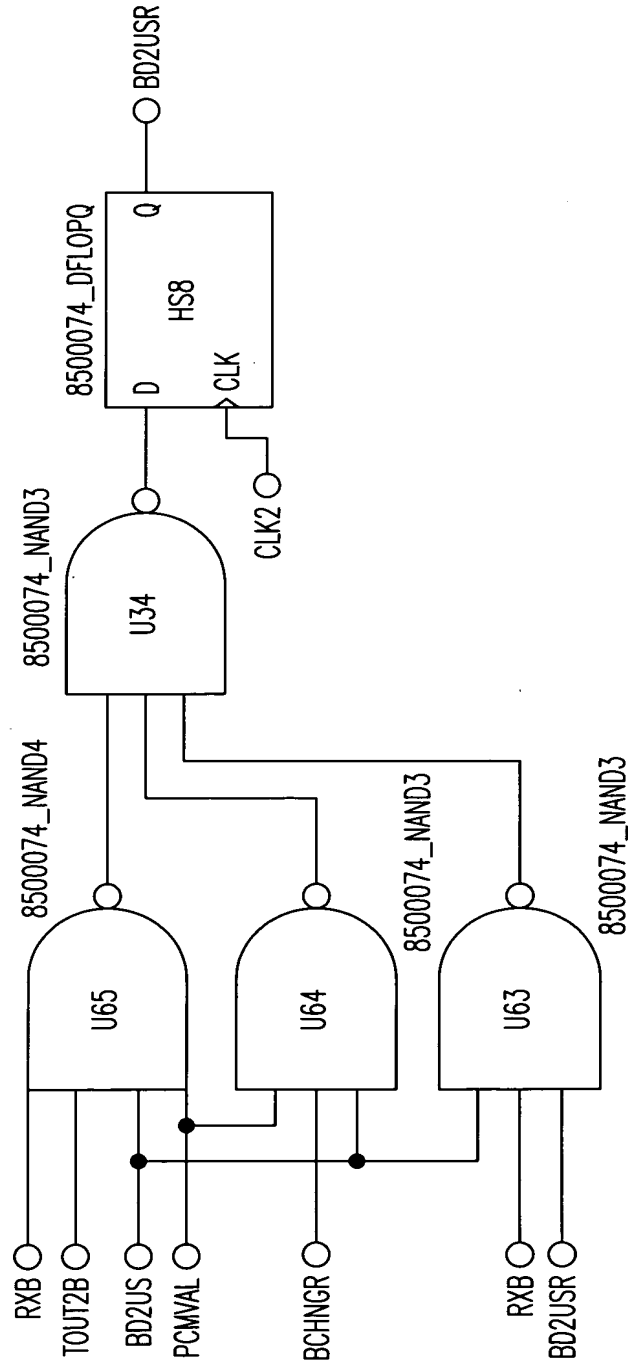 RXB
TOUT2B
BD2US
PCMVAL
BCHNGR
RXB
BD2USR
8500074_NAND4
U65
U64
8500074_NAND3
U63
8500074_NAND3
8500074_NAND3
U34
CLK2
8500074_DFLOPQ
D
Q
HS8
CLK
BD2USR